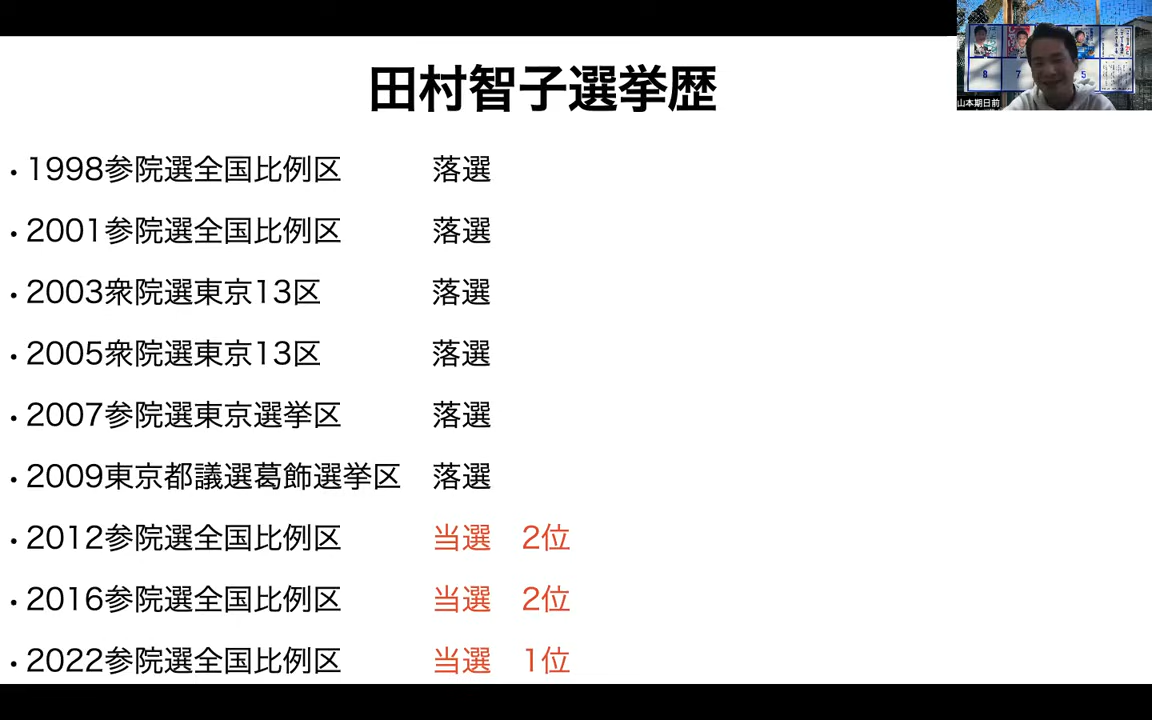 田村智子選挙歴
山本期日前
8
7
5
・1998参院選全国比例区 落選
・2001参院選全国比例区 落選
・2003衆院選東京13区 落選
・2005衆院選東京13区 落選
・2007参院選東京選挙区 落選
・2009東京都議選葛飾選挙区 落選
・2012参院選全国比例区 当選 2位
・2016参院選全国比例区 当選 2位
・2022参院選全国比例区 当選 1位